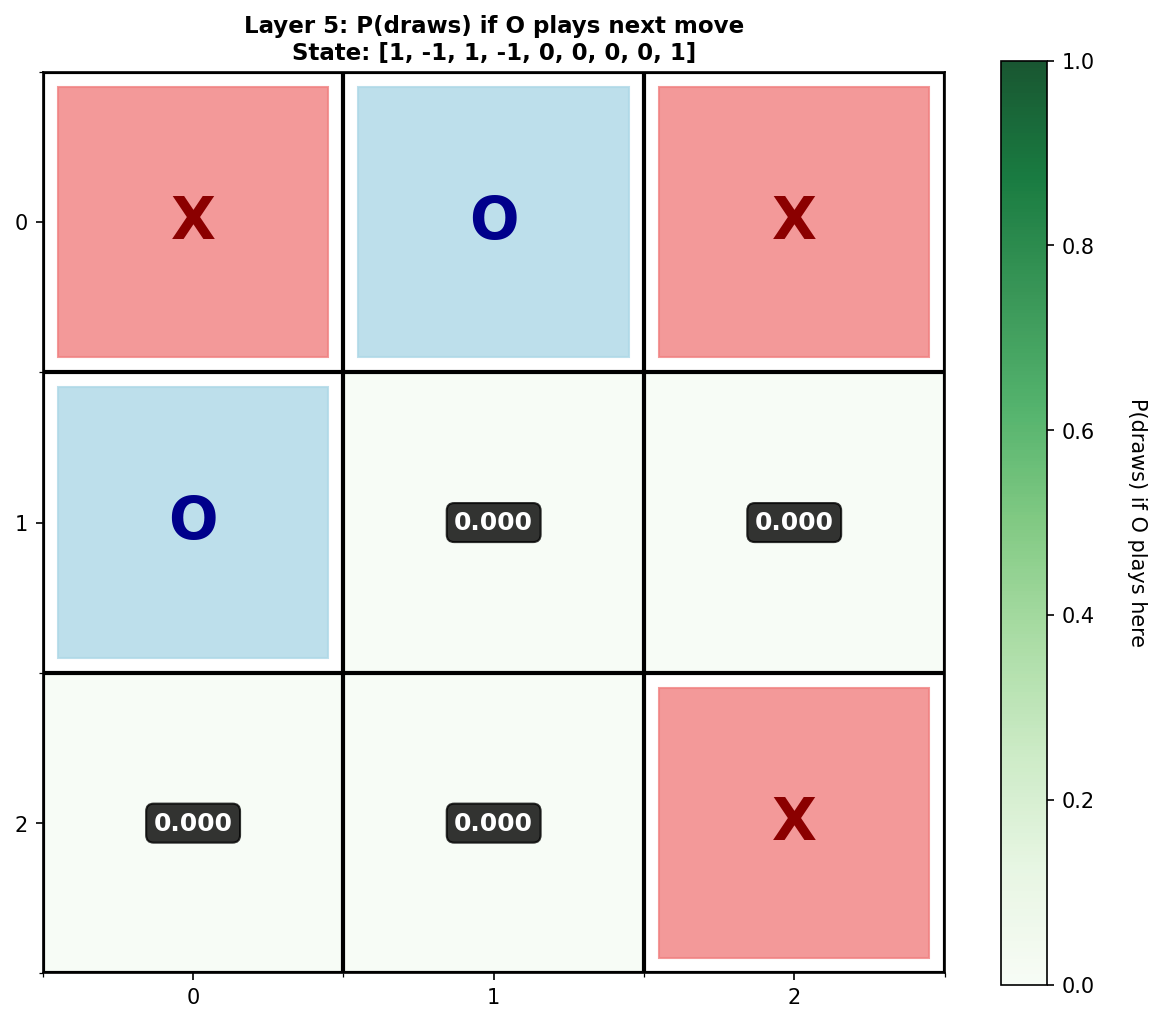 Layer 5: P(draws) if O plays next move
State: [1, -1, 1, -1, 0, 0, 0, 0, 1]
X
O
X
0
O
0.000
0.000
1
0.000
0.000
X
2
0
1
2
1.0
0.8
0.6
0.4
0.2
0.0
P(draws) if O plays here